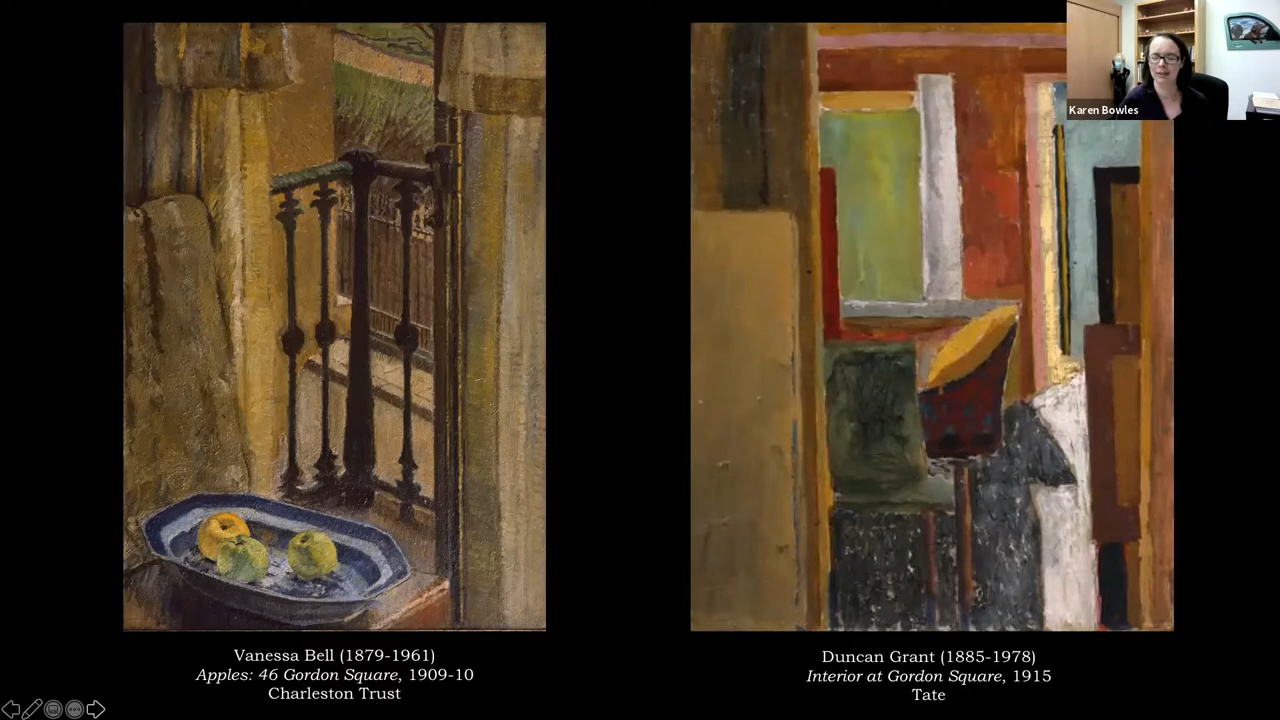 Karen Bowles
Vanessa Bell (1879-1961)
Apples: 46 Gordon Square, 1909-10
Charleston Trust
Duncan Grant (1885-1978)
Interior at Gordon Square, 1915
Tate